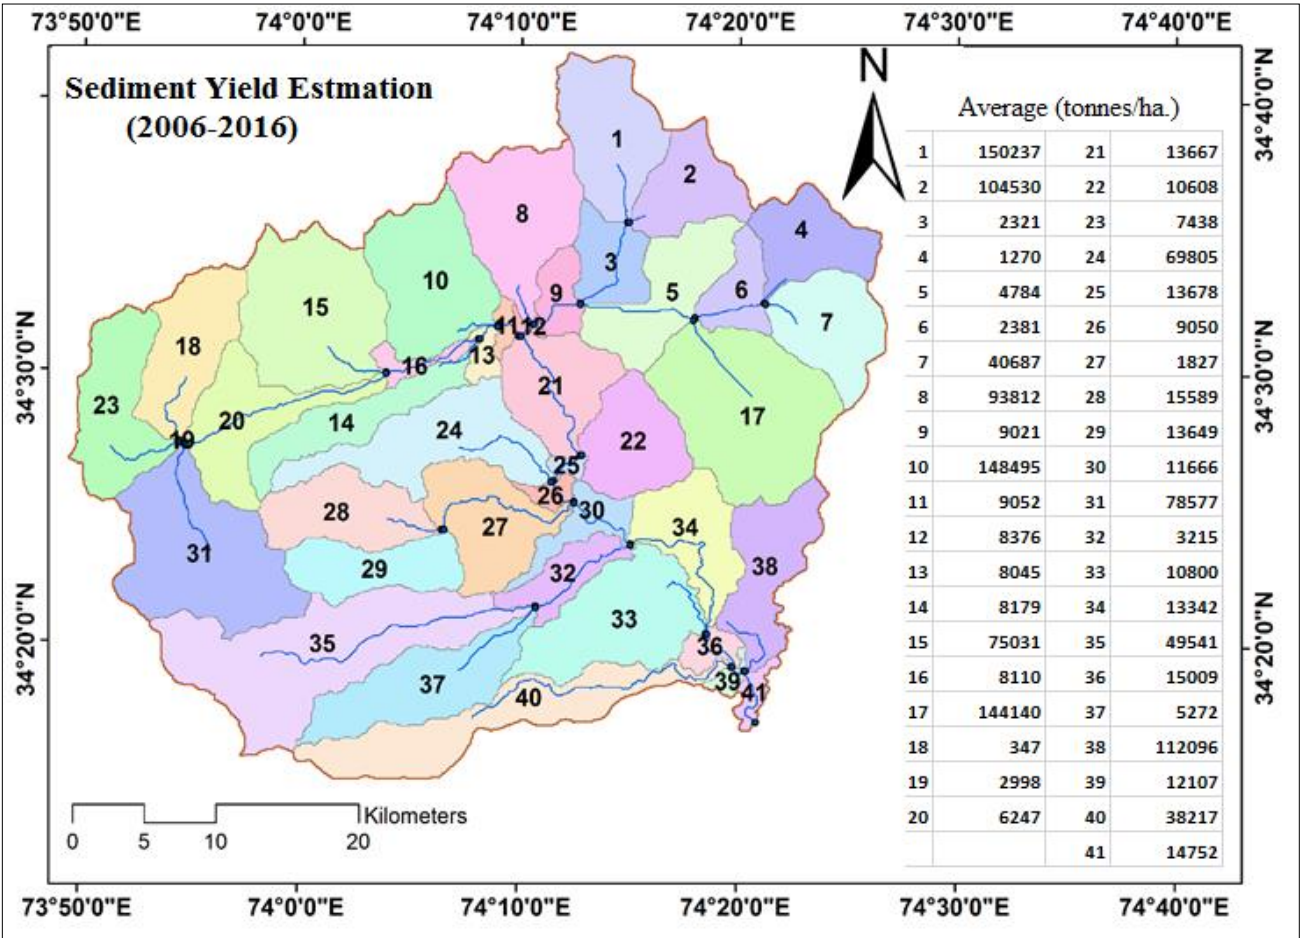 73°50'0"E 74°0'0"E 74°10'0"E 74°20'0"E 74°30'0"E 74°40'0"E
Sediment Yield Estmation
(2006-2016)
N
34°40'0"N
34°30'0"N
34°20'0"N
34°30'0"N
34°20'0"N
1
2
8
4
3
10
9
5
6
15
7
11
12
18
13
16
21
23
20
14
17
24
22
19
25
26
28
30
27
34
31
29
32
38
35
33
36
37
39
41
40
Average (tonnes/ha.)
1 150237 21 13667
2 104530 22 10608
3 2321 23 7438
4 1270 24 69805
5 4784 25 13678
6 2381 26 9050
7 40687 27 1827
8 93812 28 15589
9 9021 29 13649
10 148495 30 11666
11 9052 31 78577
12 8376 32 3215
13 8045 33 10800
14 8179 34 13342
15 75031 35 49541
16 8110 36 15009
17 144140 37 5272
18 347 38 112096
19 2998 39 12107
20 6247 40 38217
41 14752
Kilometers
0 5 10 20
73°50'0"E 74°0'0"E 74°10'0"E 74°20'0"E 74°30'0"E 74°40'0"E